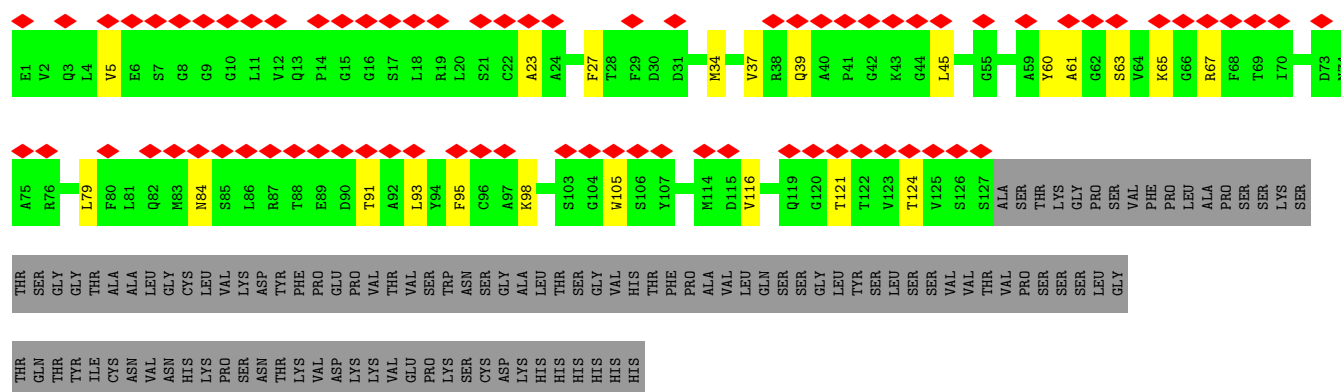 E1 V2 Q3 L4 V5 E6 S7 G8 G9 G10 L11 V12 Q13 P14 G15 G16 S17 L18 R19 L20 S21 C22 A23 A24 F27 T28 F29 D30 D31 M34 V37 R38 Q39 A40 P41 G42 K43 G44 L45 G55 A59 Y60 A61 G62 S63 V64 K65 G66 R67 F68 T69 I70 D73
A75 R76 L79 F80 L81 Q82 M83 N84 S85 L86 R87 T88 E89 D90 T91 A92 L93 Y94 F95 C96 A97 K98 S103 G104 W105 S106 Y107 M114 D115 V116 Q119 G120 T121 T122 V123 T124 V125 S126 S127 ALA SER THR LYS GLY PRO SER VAL PHE PRO LEU ALA PRO SER SER LYS SER
THR SER GLY GLY THR ALA ALA LEU GLY CYS LEU VAL LYS ASP TYR PHE PRO GLU PRO VAL THR VAL SER TRP ASN SER GLY ALA LEU THR SER GLY VAL HIS THR PHE PRO ALA VAL LEU GLN SER SER GLY LEU TYR SER LEU SER SER VAL VAL THR VAL PRO SER SER SER LEU GLY
THR GLN THR TYR ILE CYS ASN VAL ASN HIS LYS PRO SER ASN THR LYS VAL ASP LYS LYS VAL GLU PRO LYS SER CYS ASP LYS HIS HIS HIS HIS HIS HIS